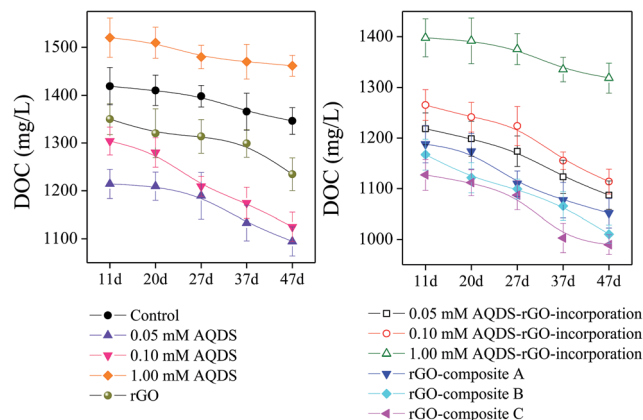 DOC (mg/L)
1500
1400
1300
1200
1100
11d 20d 27d 37d 47d
Control
0.05 mM AQDS
0.10 mM AQDS
1.00 mM AQDS
rGO
DOC (mg/L)
1400
1300
1200
1100
1000
11d 20d 27d 37d 47d
0.05 mM AQDS-rGO-incorporation
0.10 mM AQDS-rGO-incorporation
1.00 mM AQDS-rGO-incorporation
rGO-composite A
rGO-composite B
rGO-composite C